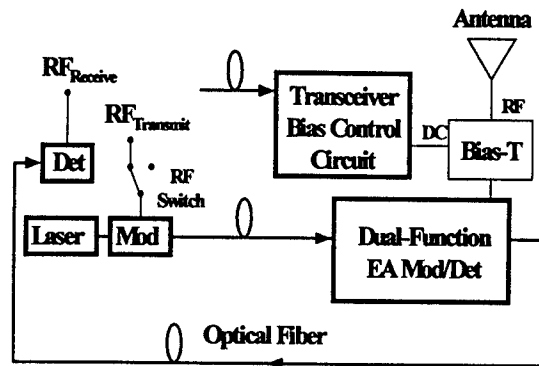 Antenna
RF_Receive
RF_Transmit
Transceiver
Bias Control
Circuit
DC
RF
Bias-T
Det
RF
Switch
Laser
Mod
Dual-Function
EA Mod/Det
Optical Fiber